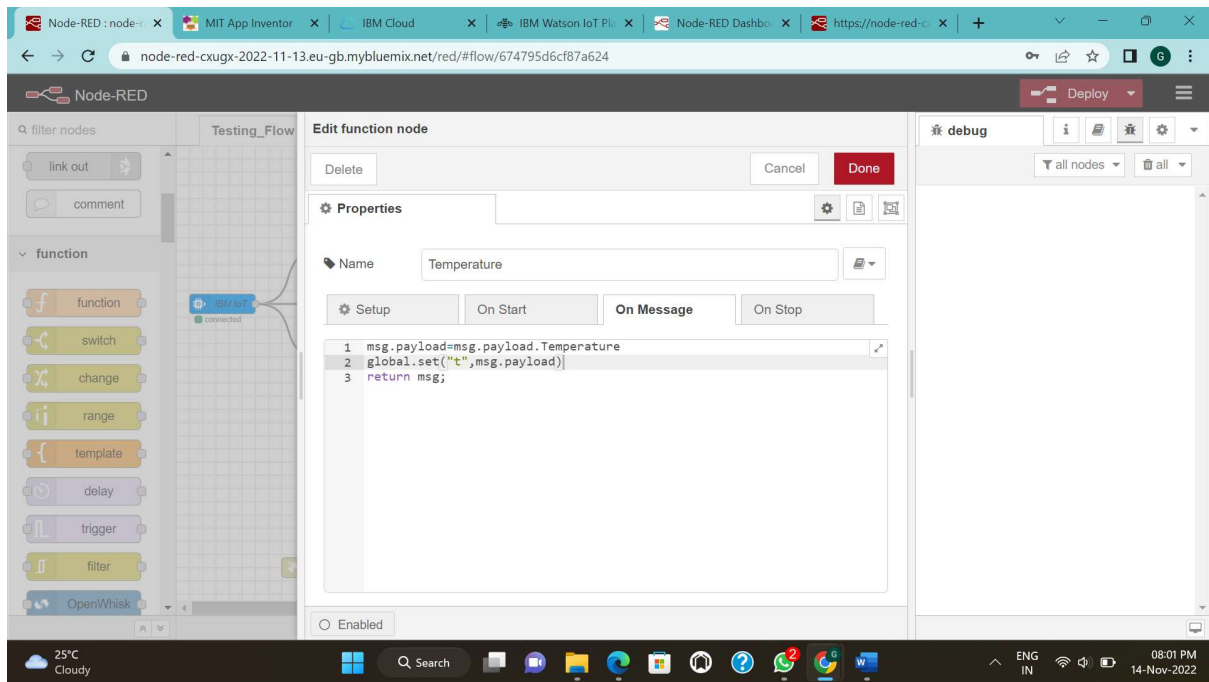 Node-RED : node-r
MIT App Inventor
IBM Cloud
IBM Watson IoT Pla
Node-RED Dashbo
https://node-red-c
node-red-cxugx-2022-11-13.eu-gb.mybluemix.net/red/#flow/674795d6cf87a624
G
Node-RED
Deploy
filter nodes
Testing_Flow
Edit function node
debug
i
link out
Delete
Cancel
Done
all nodes
all
comment
Properties
function
Name
Temperature
function
IBM IoT
connected
Setup
On Start
On Message
On Stop
switch
1 msg.payload=msg.payload.Temperature
2 global.set("t",msg.payload)
3 return msg;
change
range
template
delay
trigger
filter
OpenWhisk
Enabled
25°C
Cloudy
Search
2
G
W
ENG
IN
08:01 PM
14-Nov-2022